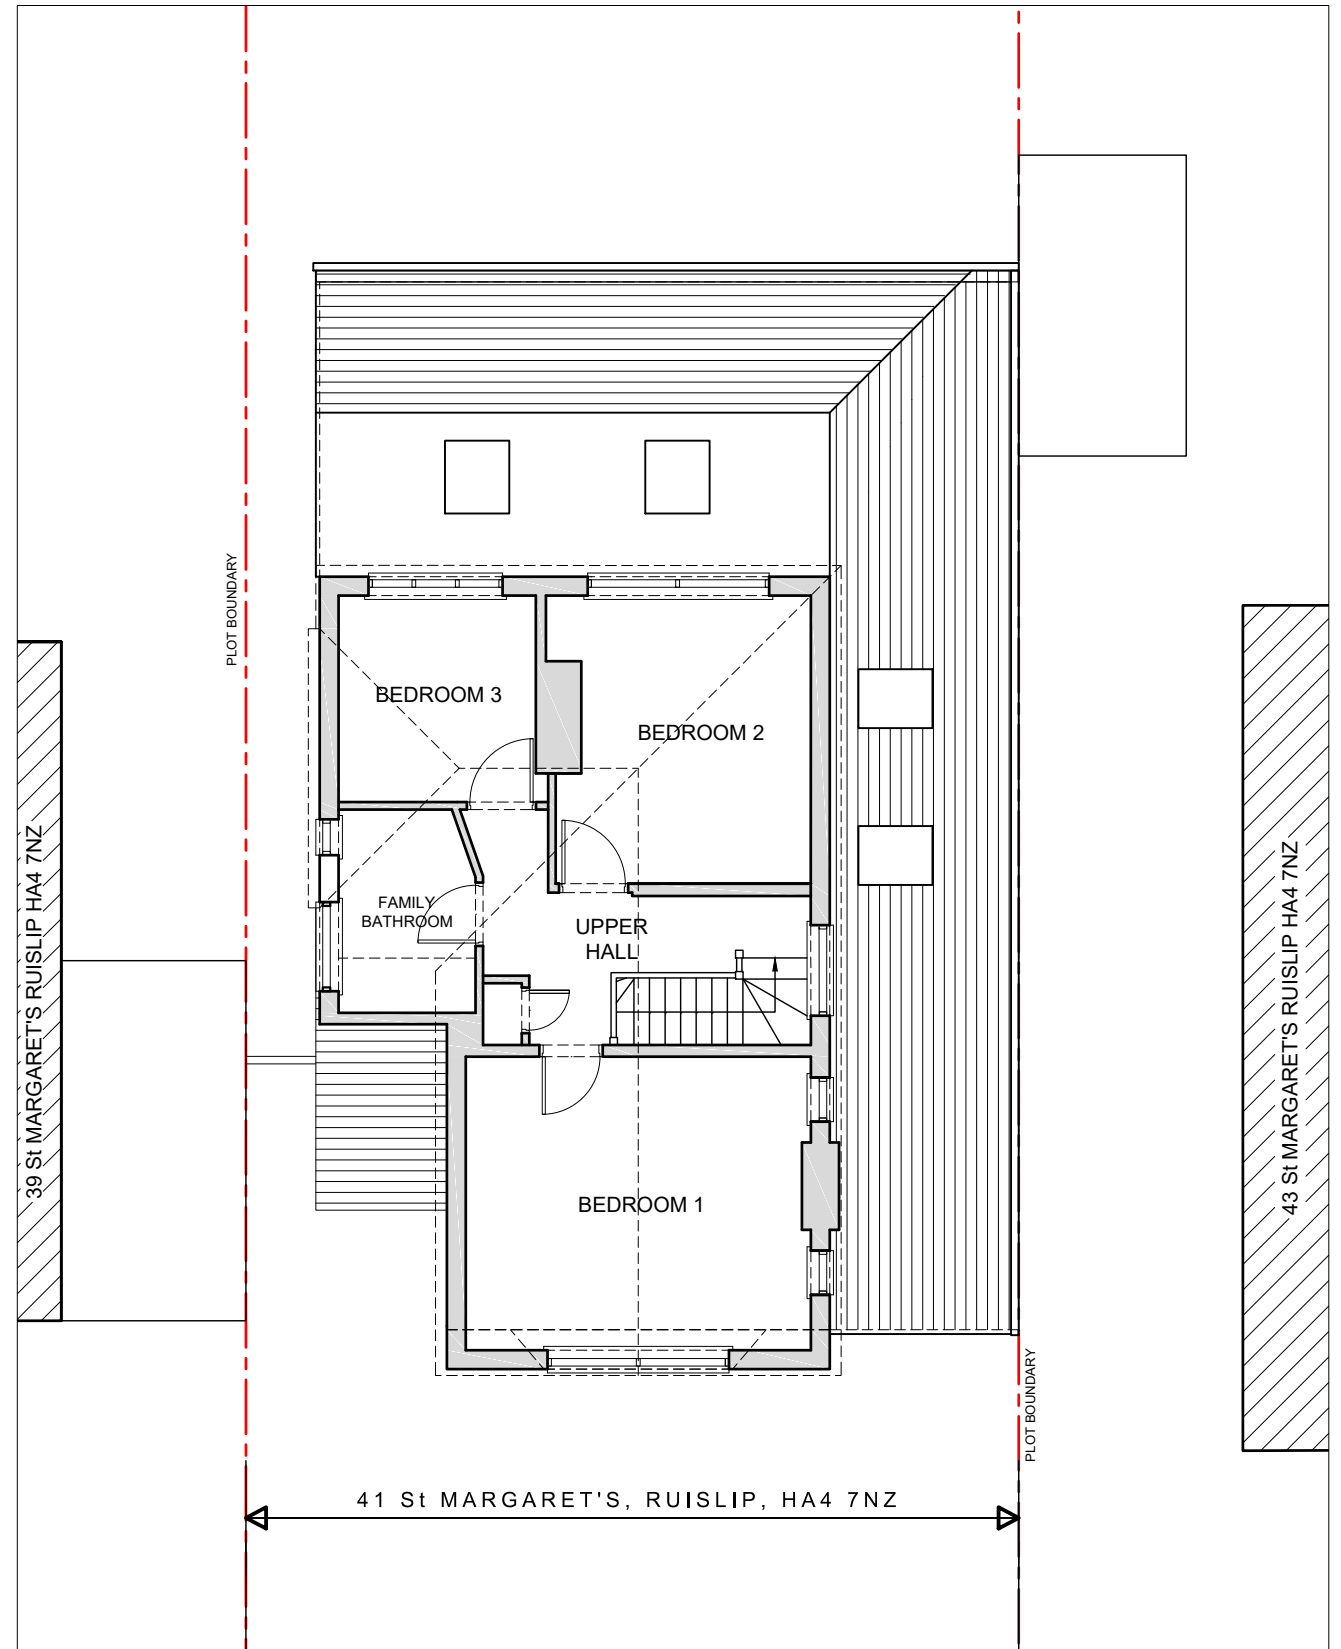 PLOT BOUNDARY
BEDROOM 3
BEDROOM 2
39 St MARGARET'S RUISLIP HA4 7NZ
43 St MARGARET'S RUISLIP HA4 7NZ
FAMILY
BATHROOM
UPPER
HALL
BEDROOM 1
PLOT BOUNDARY
41 St MARGARET'S, RUISLIP, HA4 7NZ